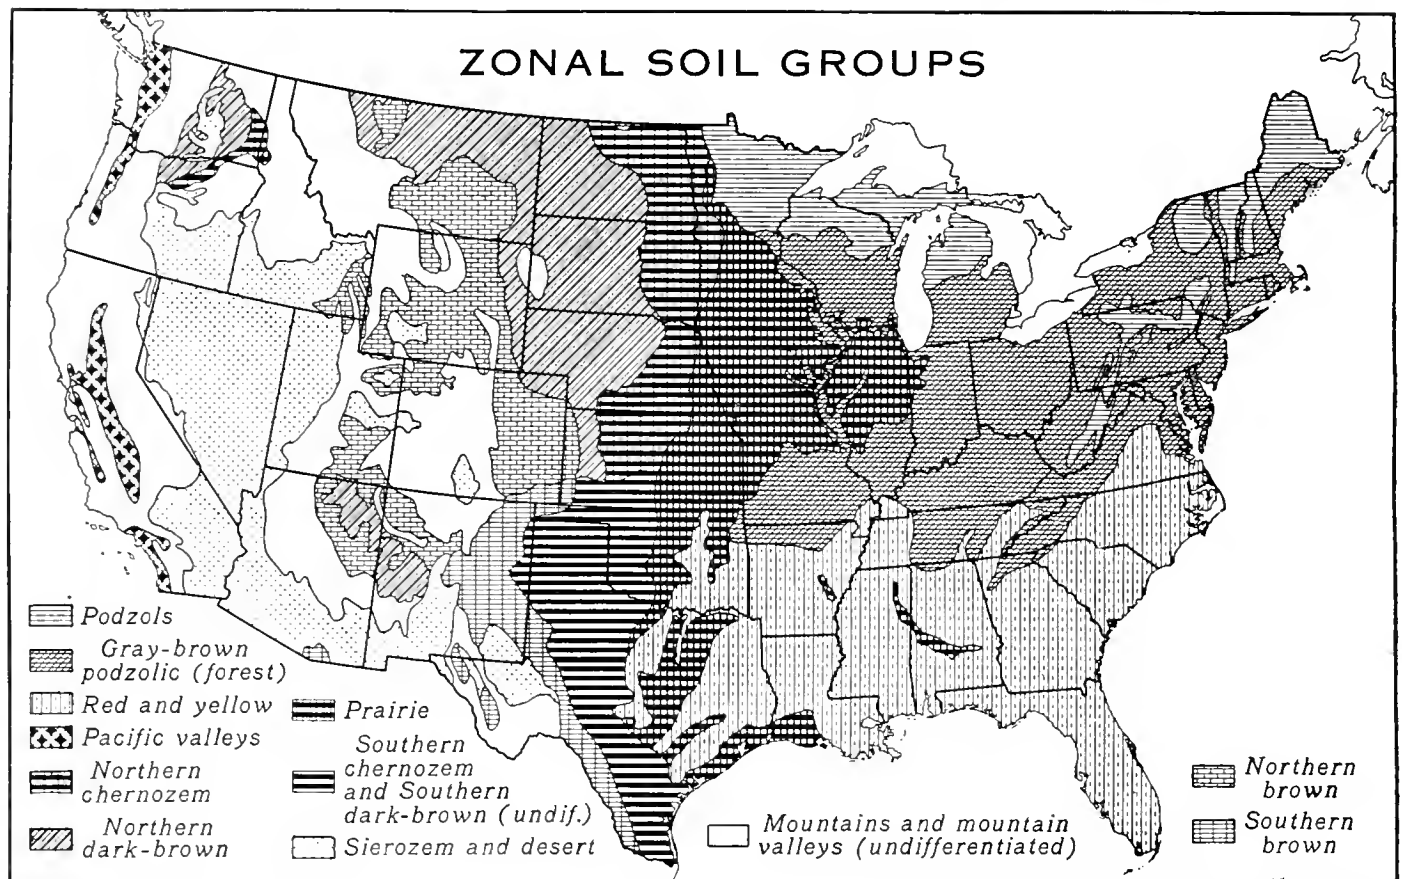 ZONAL SOIL GROUPS
Podzols
Gray-brown
podzolic (forest)
Red and yellow
Pacific valleys
Northern
chernozem
Northern
dark-brown
Prairie
Southern
chernozem
and Southern
dark-brown (undif.)
Sierozem and desert
Mountains and mountain
valleys (undifferentiated)
Northern
brown
Southern
brown